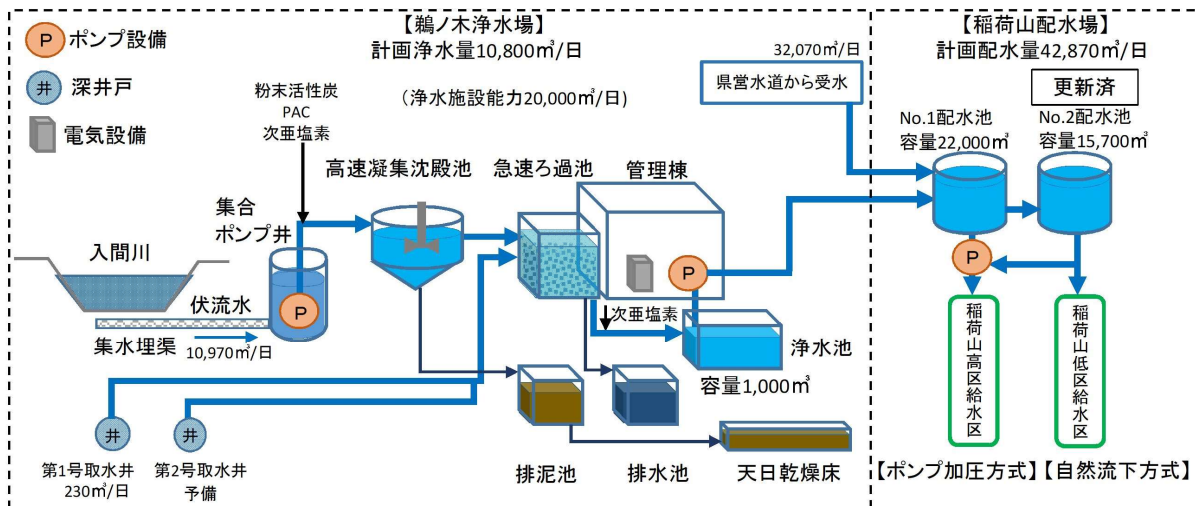 【鵜ノ木浄水場】
計画浄水量10,800㎥/日
（浄水施設能力20,000㎥/日）
P ポンプ設備
井 深井戸
電気設備
粉末活性炭
PAC
次亜塩素
高速凝集沈殿池
急速ろ過池
管理棟
集合
ポンプ井
入間川
P
伏流水
集水埋渠
10,970㎥/日
P
次亜塩素
浄水池
容量1,000㎥
井
井
第1号取水井
230㎥/日
第2号取水井
予備
排泥池
排水池
天日乾燥床
32,070㎥/日
県営水道から受水
【稲荷山配水場】
計画配水量42,870㎥/日
更新済
No.1配水池
容量22,000㎥
No.2配水池
容量15,700㎥
P
稲荷山高区給水区
稲荷山低区給水区
【ポンプ加圧方式】
【自然流下方式】